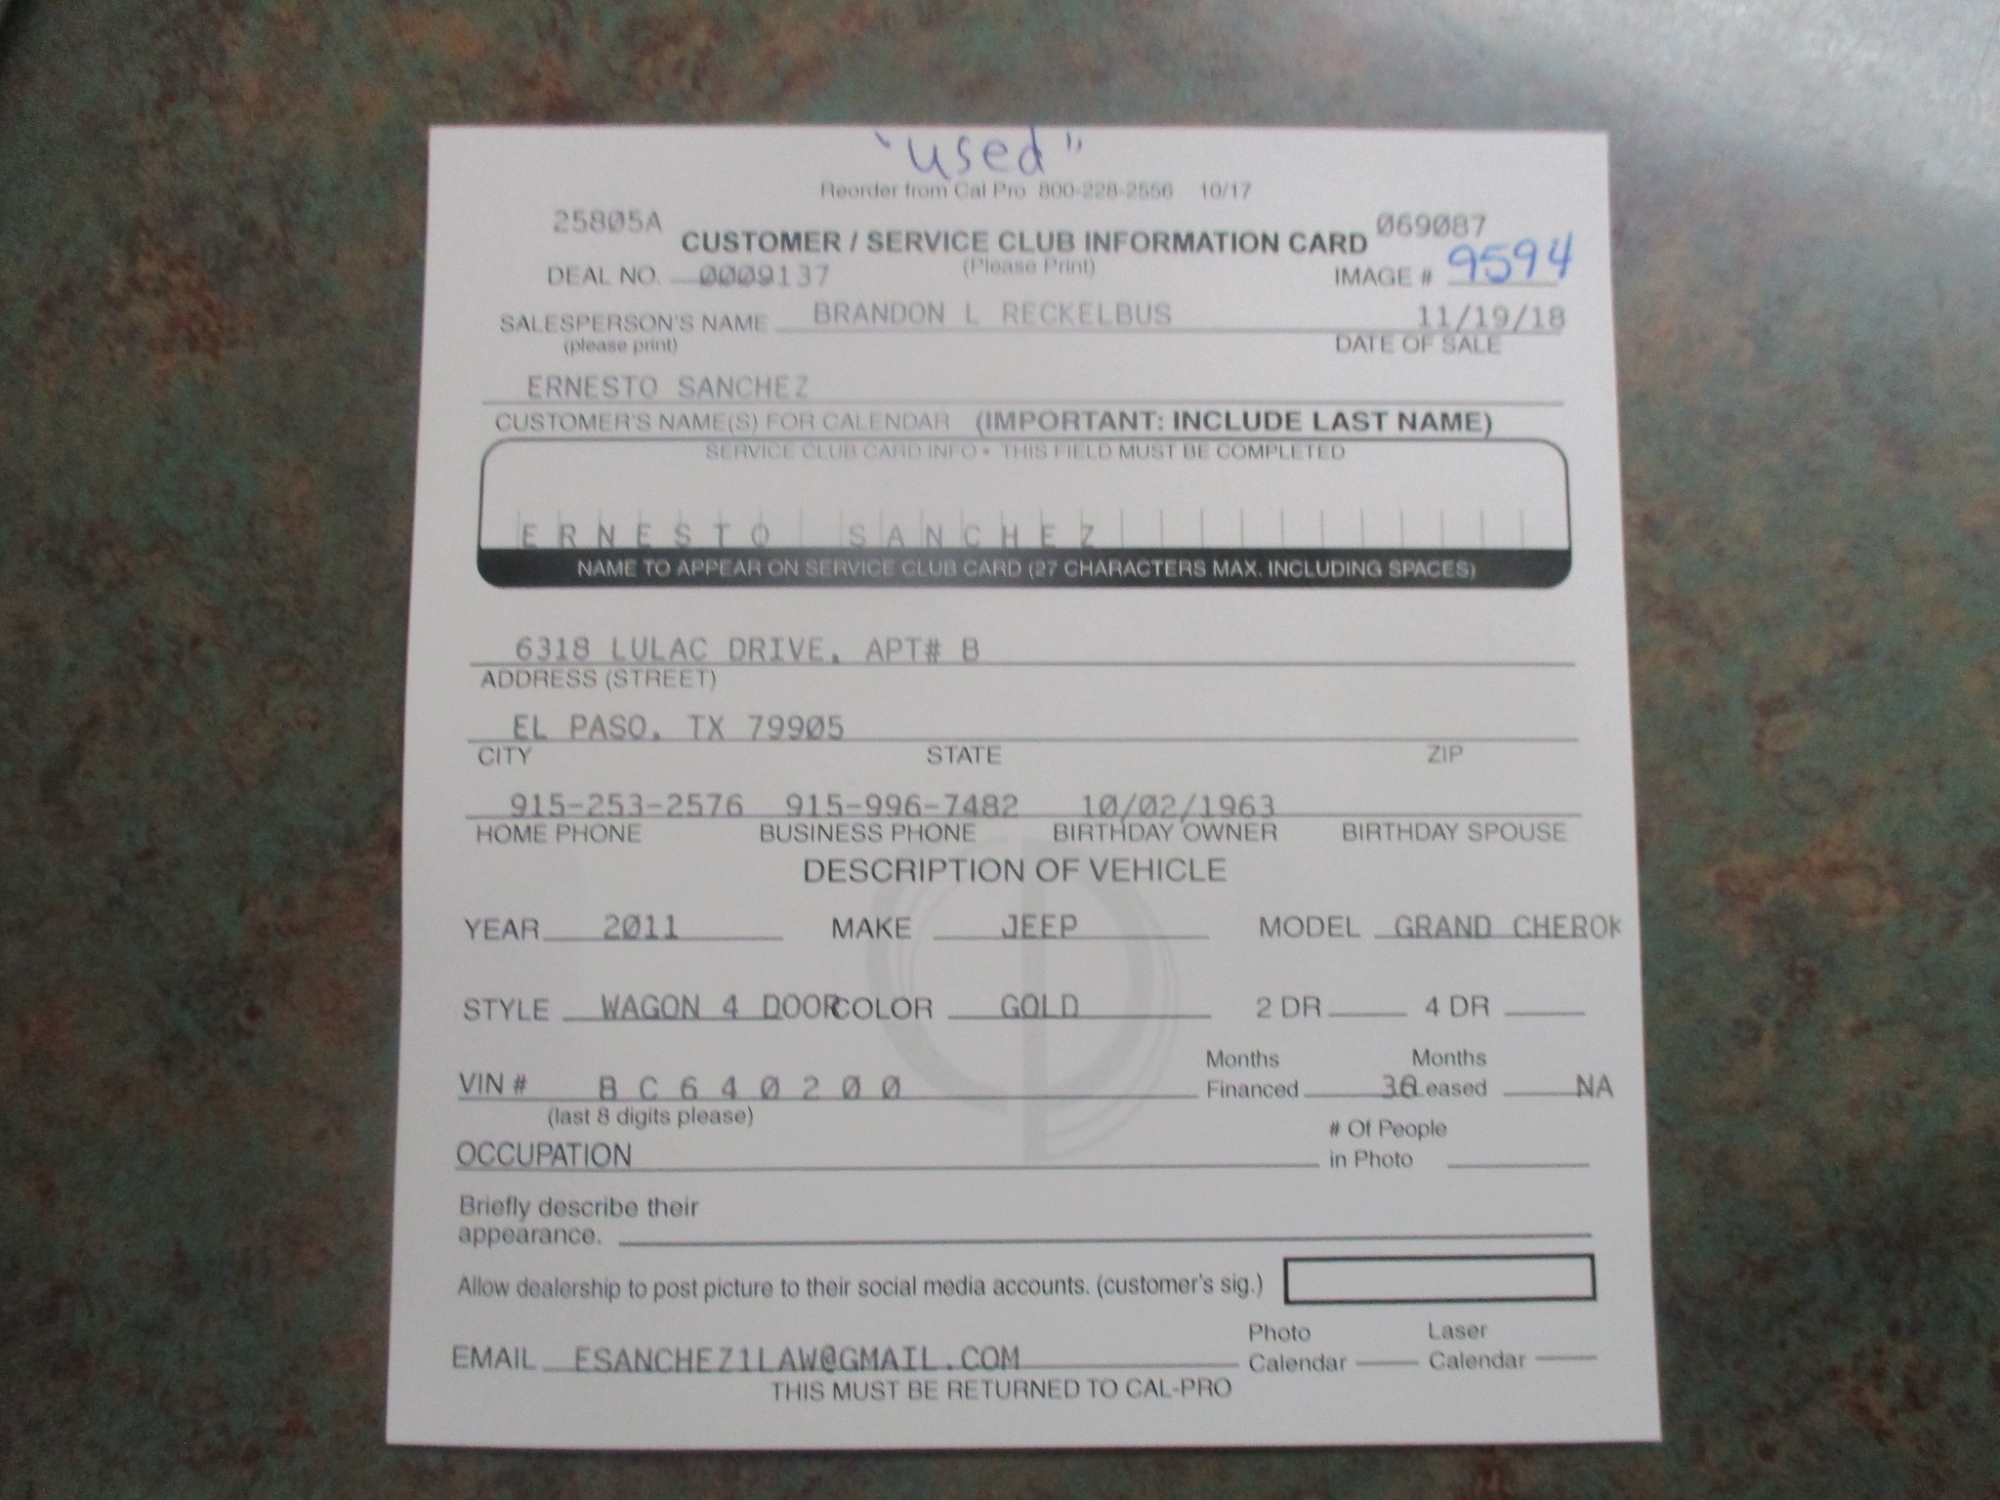 "used"
Reorder from Cal Pro 800-228-2556 10/17
25805A 069087
CUSTOMER / SERVICE CLUB INFORMATION CARD
DEAL NO. 0009137 (Please Print) IMAGE # 9594
SALESPERSON'S NAME BRANDON L RECKELBUS 11/19/18
(please print) DATE OF SALE
ERNESTO SANCHEZ
CUSTOMER'S NAME(S) FOR CALENDAR (IMPORTANT: INCLUDE LAST NAME)
SERVICE CLUB CARD INFO • THIS FIELD MUST BE COMPLETED
ERNESTO SANCHEZ
NAME TO APPEAR ON SERVICE CLUB CARD (27 CHARACTERS MAX. INCLUDING SPACES)
6318 LULAC DRIVE, APT# B
ADDRESS (STREET)
EL PASO, TX 79905
CITY STATE ZIP
915-253-2576 915-996-7482 10/02/1963
HOME PHONE BUSINESS PHONE BIRTHDAY OWNER BIRTHDAY SPOUSE
DESCRIPTION OF VEHICLE
YEAR 2011 MAKE JEEP MODEL GRAND CHEROK
STYLE WAGON 4 DOOR COLOR GOLD 2 DR 4 DR
Months Months
VIN # BC640200 Financed 36 Leased NA
(last 8 digits please)
# Of People
OCCUPATION in Photo
Briefly describe their
appearance.
Allow dealership to post picture to their social media accounts. (customer's sig.)
Photo Laser
EMAIL ESANCHEZ1LAW@GMAIL.COM Calendar Calendar
THIS MUST BE RETURNED TO CAL-PRO